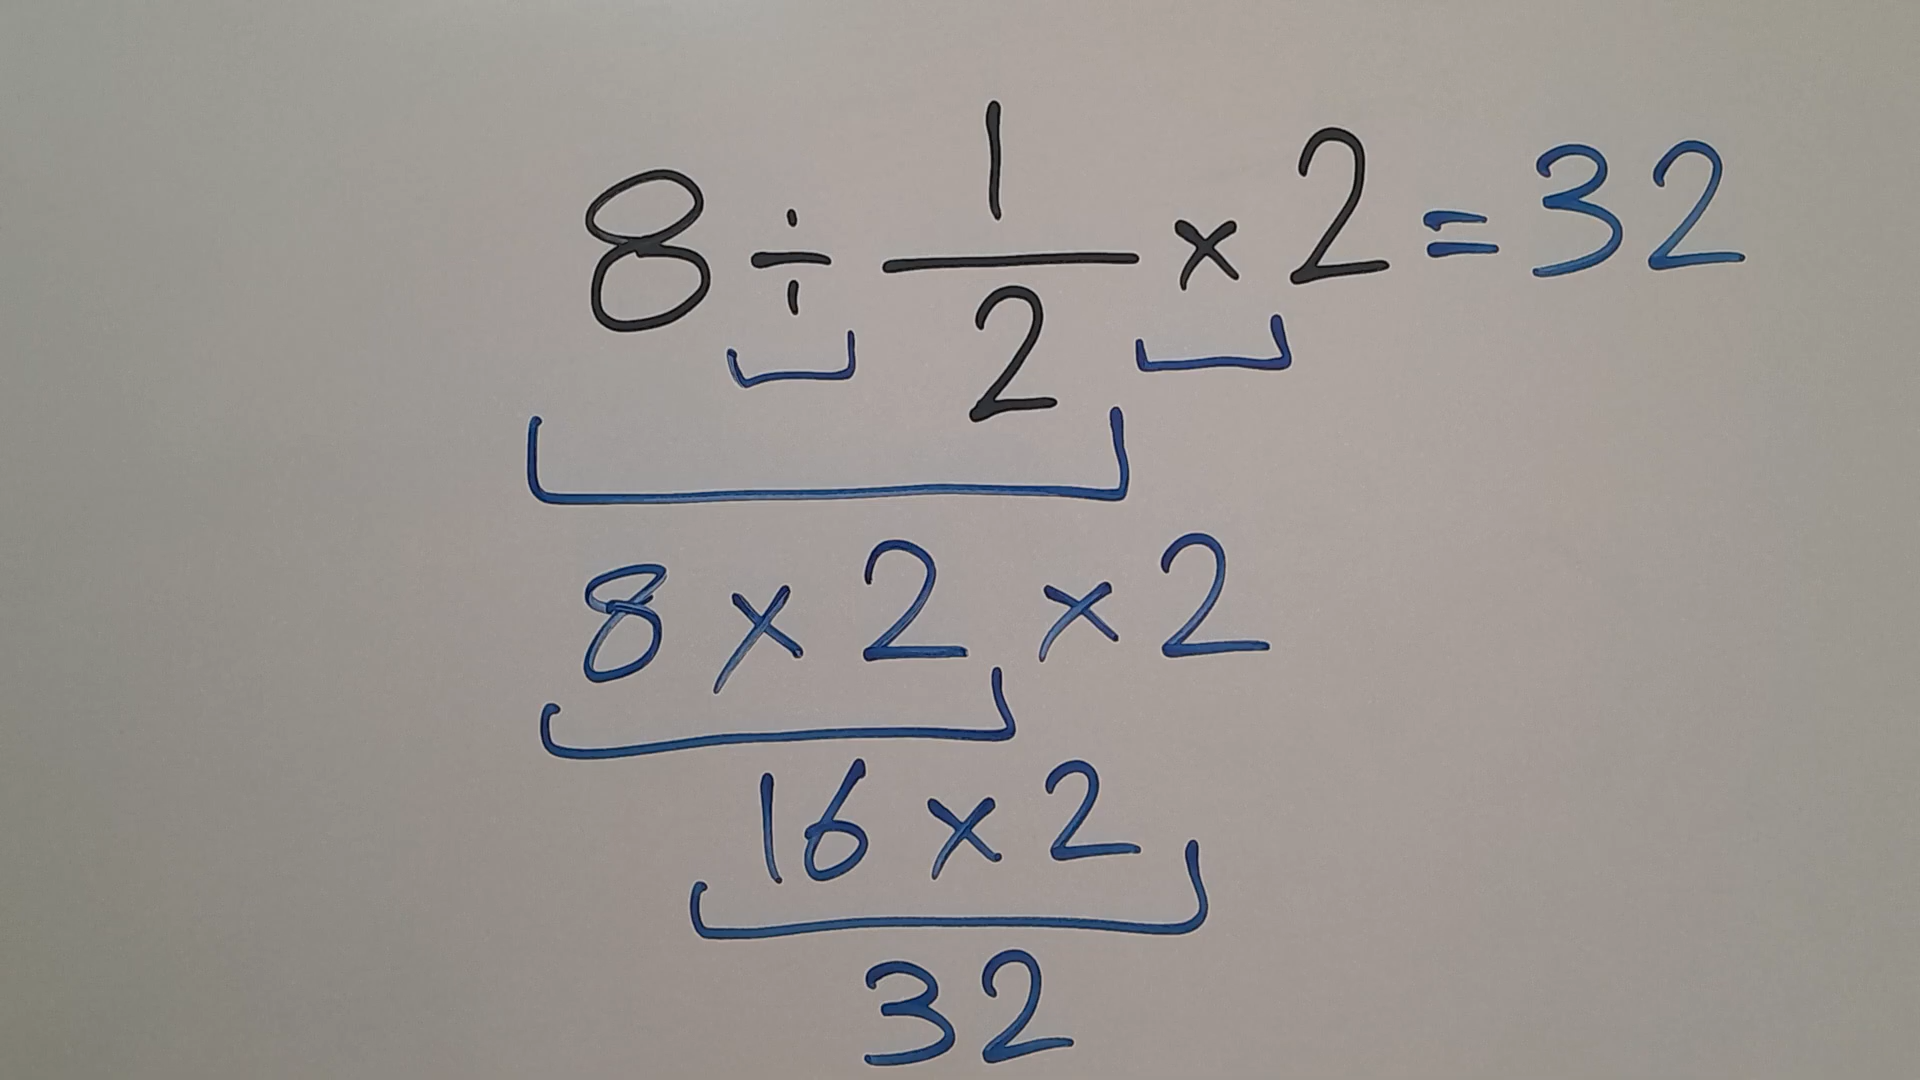 8 ÷ 1/2 × 2 = 32
8 × 2 × 2
16 × 2
32